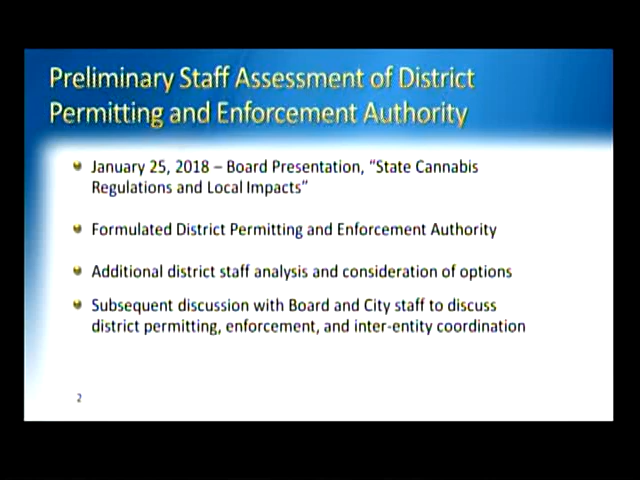 Preliminary Staff Assessment of District
Permitting and Enforcement Authority
January 25, 2018 – Board Presentation, “State Cannabis
Regulations and Local Impacts”
Formulated District Permitting and Enforcement Authority
Additional district staff analysis and consideration of options
Subsequent discussion with Board and City staff to discuss
district permitting, enforcement, and inter-entity coordination
2